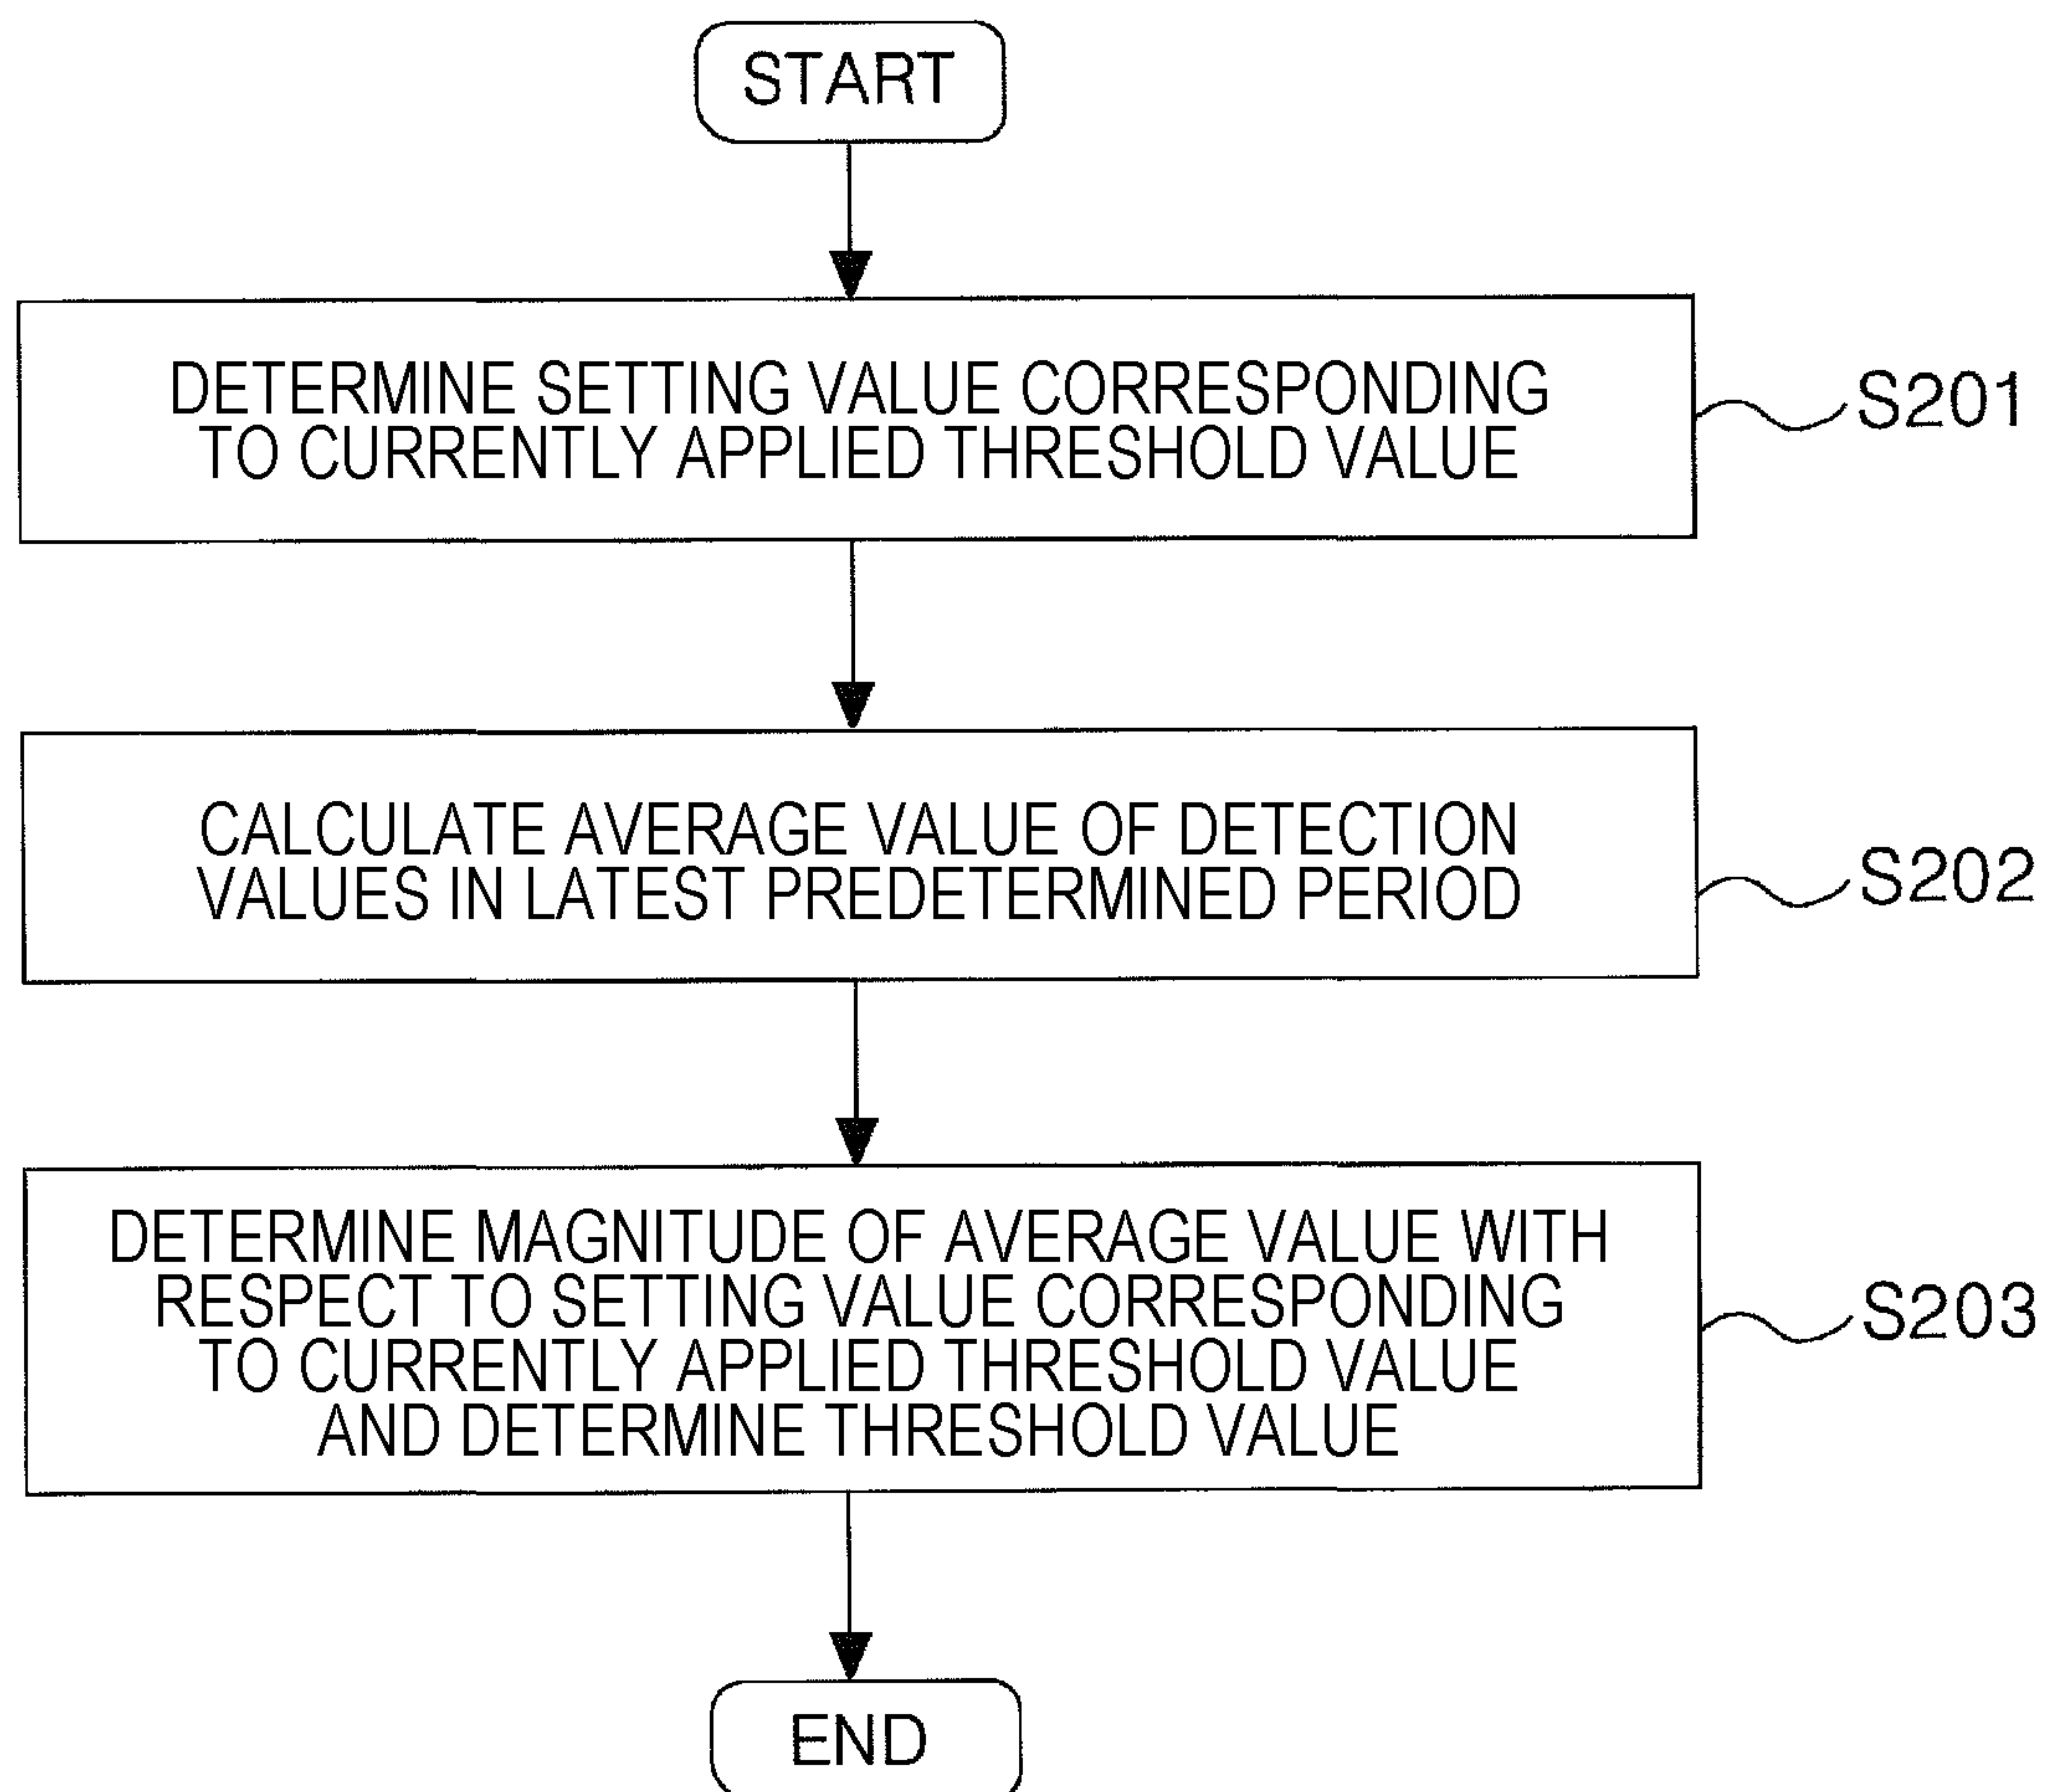 START
DETERMINE SETTING VALUE CORRESPONDING
TO CURRENTLY APPLIED THRESHOLD VALUE
S201
CALCULATE AVERAGE VALUE OF DETECTION
VALUES IN LATEST PREDETERMINED PERIOD
S202
DETERMINE MAGNITUDE OF AVERAGE VALUE WITH
RESPECT TO SETTING VALUE CORRESPONDING
TO CURRENTLY APPLIED THRESHOLD VALUE
AND DETERMINE THRESHOLD VALUE
S203
END